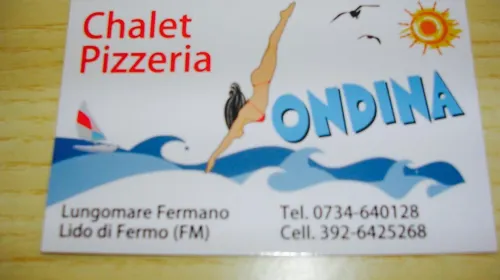 Chalet
Pizzeria
ONDINA
Lungomare Fermano
Lido di Fermo (FM)
Tel. 0734-640128
Cell. 392-6425268